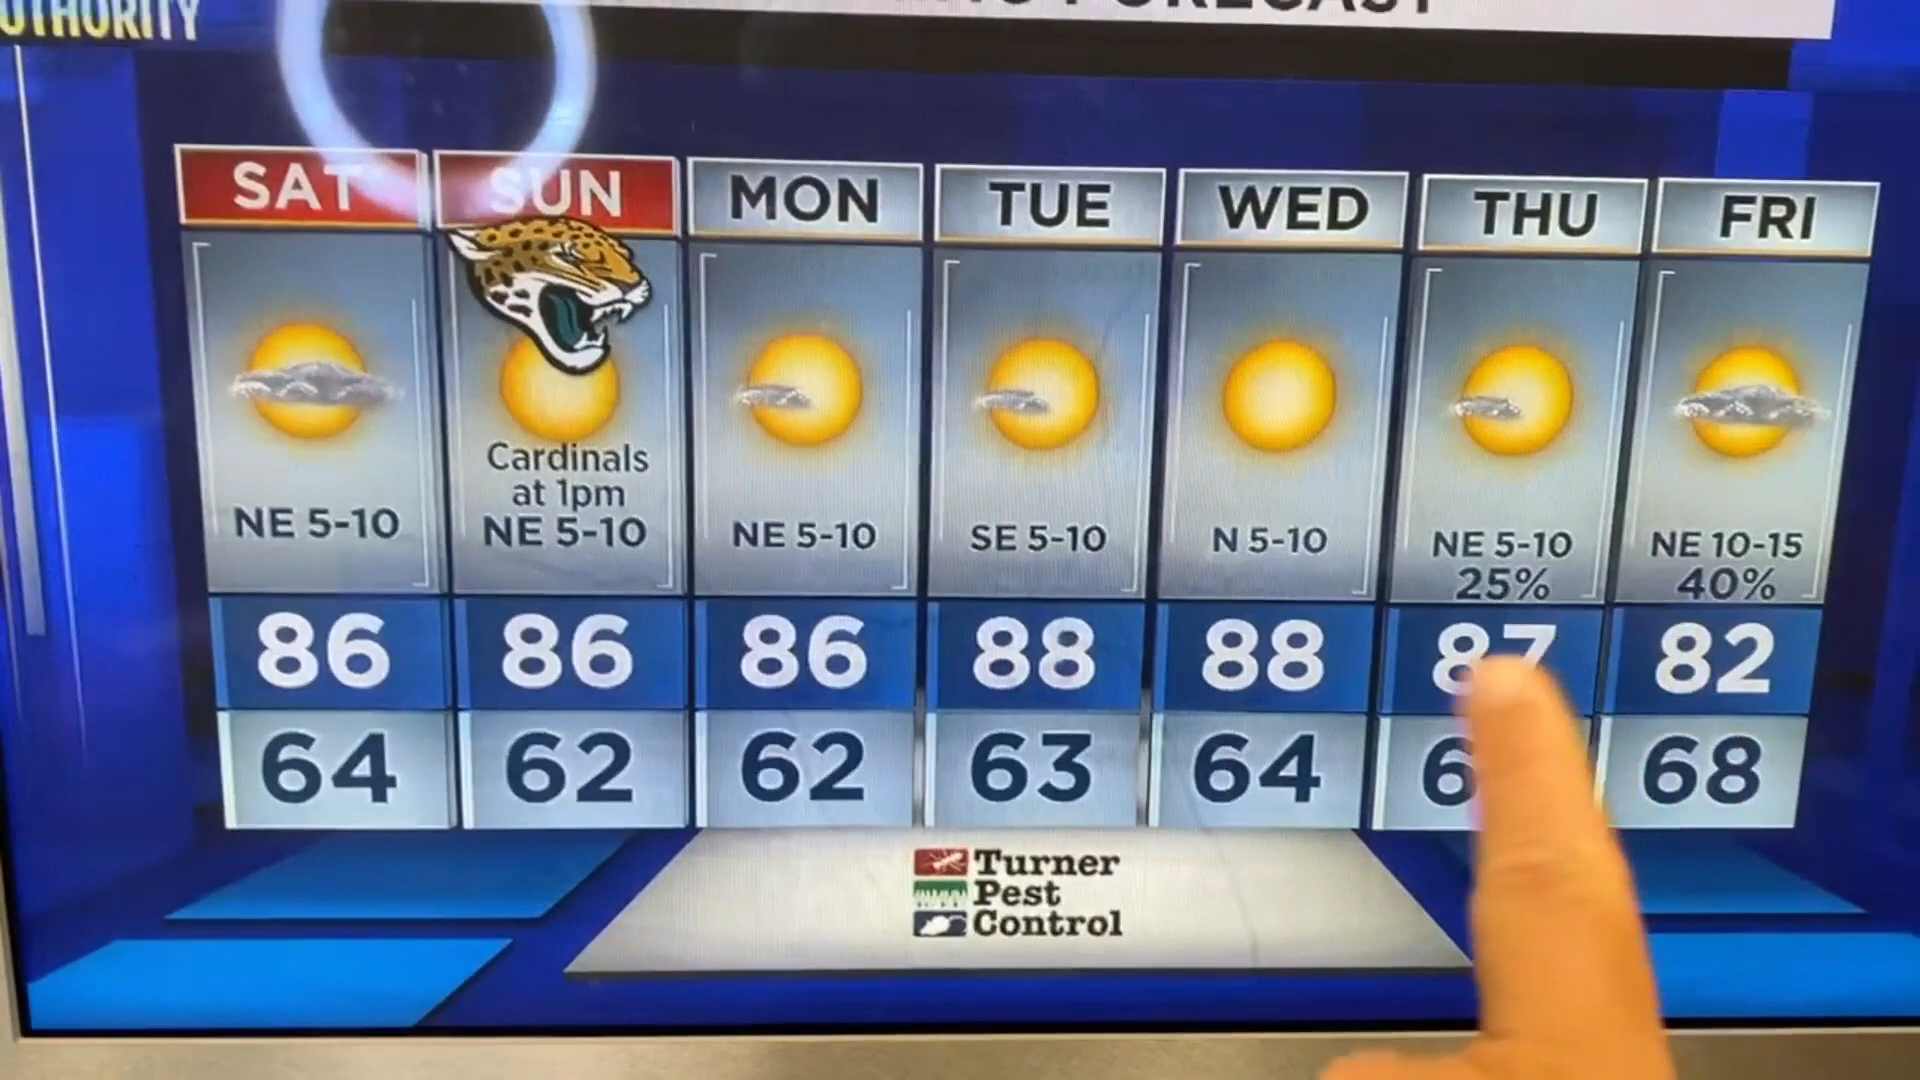 SAT SUN MON TUE WED THU FRI
Cardinals
at 1pm
NE 5-10 NE 5-10 NE 5-10 SE 5-10 N 5-10 NE 5-10 NE 10-15
25% 40%
86 86 86 88 88 87 82
64 62 62 63 64 68
Turner
Pest
Control